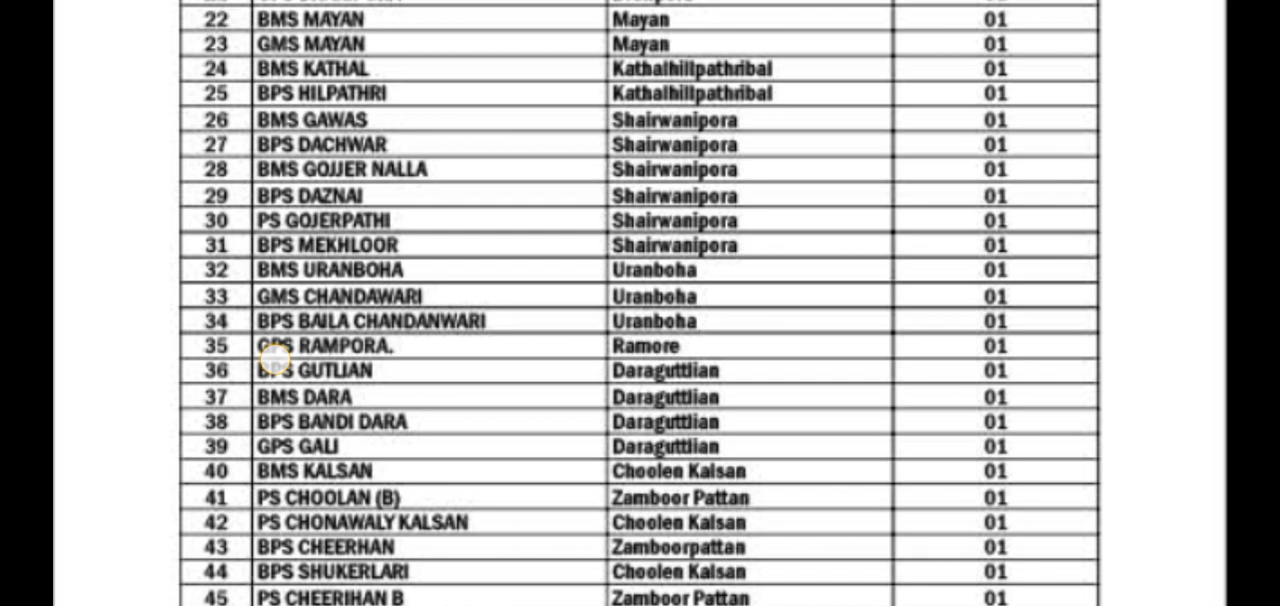 22 BMS MAYAN Mayan 01
23 GMS MAYAN Mayan 01
24 BMS KATHAL Kathalhillpathribal 01
25 BPS HILPATHRI Kathalhillpathribal 01
26 BMS GAWAS Shairwanipora 01
27 BPS DACHWAR Shairwanipora 01
28 BMS GOJJER NALLA Shairwanipora 01
29 BPS DAZNAI Shairwanipora 01
30 PS GOJERPATHI Shairwanipora 01
31 BPS MEKHLOOR Shairwanipora 01
32 BMS URANBOHA Uranboha 01
33 GMS CHANDAWARI Uranboha 01
34 BPS BAILA CHANDANWARI Uranboha 01
35 GPS RAMPORA. Ramore 01
36 BPS GUTLIAN Daraguttlian 01
37 BMS DARA Daraguttlian 01
38 BPS BANDI DARA Daraguttlian 01
39 GPS GALI Daraguttlian 01
40 BMS KALSAN Choolen Kalsan 01
41 PS CHOOLAN (B) Zamboor Pattan 01
42 PS CHONAWALY KALSAN Choolen Kalsan 01
43 BPS CHEERHAN Zamboorpattan 01
44 BPS SHUKERLARI Choolen Kalsan 01
45 PS CHEERIHAN B Zamboor Pattan 01